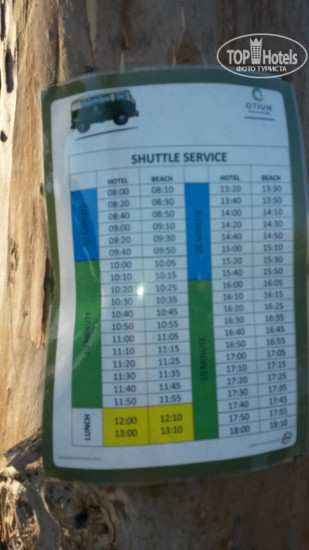 TOP Hotels
ФОТО ТУРИСТА
OTIUM
SHUTTLE SERVICE
HOTEL BEACH HOTEL BEACH
08:00 08:10 13:20 13:30
08:20 08:30 13:40 13:50
08:40 08:50 14:00 14:10
09:00 09:10 14:20 14:30
09:20 09:30 14:40 14:50
09:40 09:50 15:00 15:10
10:00 10:05 15:20 15:30
10:10 10:15 15:40 15:50
10:20 10:25 16:00 16:05
10:30 10:35 16:10 16:15
10:40 10:45 16:20 16:25
10:50 10:55 16:30 16:35
11:00 11:05 16:40 16:45
11:10 11:15 16:50 16:55
11:20 11:25 17:00 17:05
11:30 11:35 17:10 17:15
11:40 11:45 17:20 17:25
11:50 11:55 17:30 17:35
12:00 12:10 17:40 17:45
13:00 13:10 17:50 17:55
18:00 18:10
20 MINUTE
10 MINUTE
LUNCH
20 MINUTE
10 MINUTE